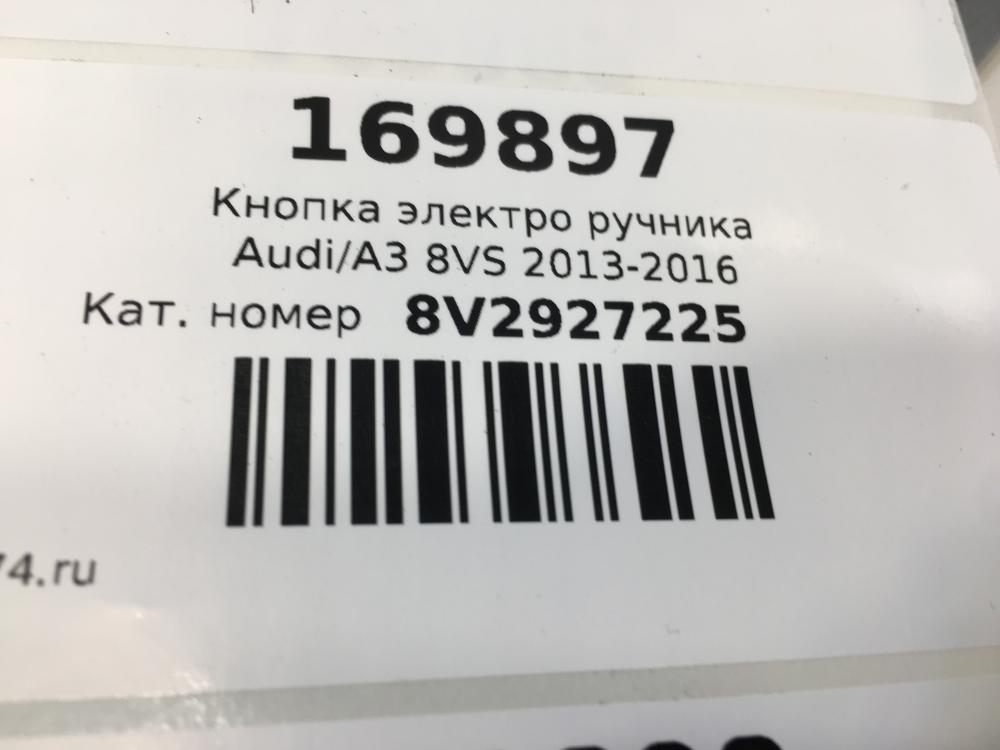 169897
Кнопка электро ручника
Audi/A3 8VS 2013-2016
Кат. номер 8V2927225
74.ru